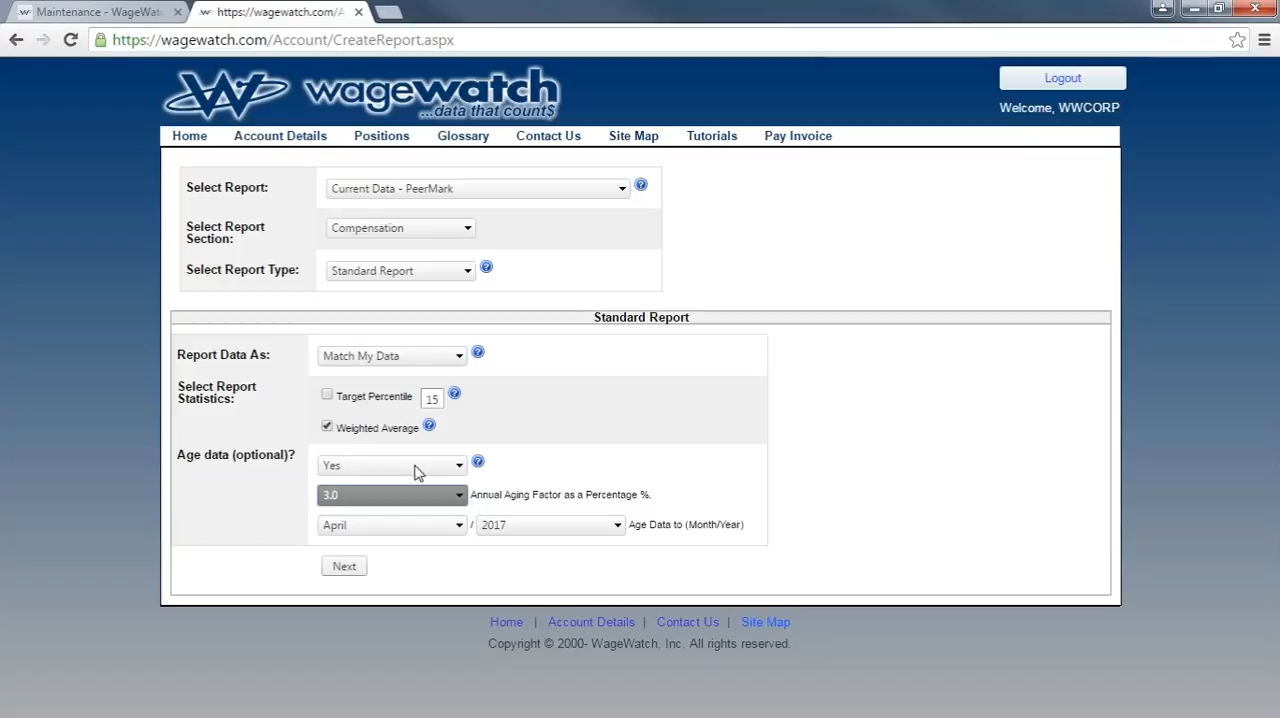 Maintenance - WageWat
https://wagewatch.com/A
https://wagewatch.com/Account/CreateReport.aspx
wagewatch
...data that count$
Logout
Welcome, WWCORP
Home Account Details Positions Glossary Contact Us Site Map Tutorials Pay Invoice
Select Report: Current Data - PeerMark
Select Report Section: Compensation
Select Report Type: Standard Report
Standard Report
Report Data As: Match My Data
Select Report Statistics:
Target Percentile 15
Weighted Average
Age data (optional)? Yes
3.0 Annual Aging Factor as a Percentage %.
April / 2017 Age Data to (Month/Year)
Next
Home | Account Details | Contact Us | Site Map
Copyright © 2000- WageWatch, Inc. All rights reserved.